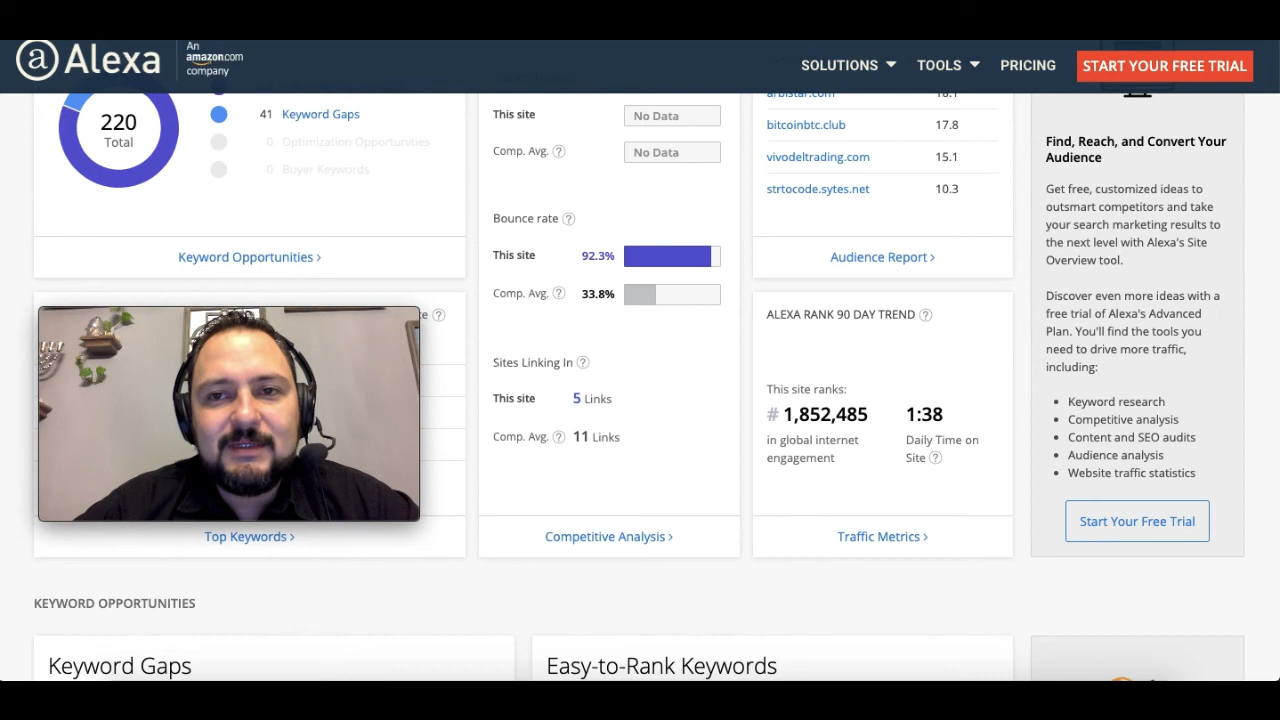 Alexa
An
amazon.com
company
SOLUTIONS
TOOLS
PRICING
START YOUR FREE TRIAL
220
Total
41 Keyword Gaps
0 Optimization Opportunities
0 Buyer Keywords
Keyword Opportunities
Top Keywords
This site No Data
Comp. Avg. ? No Data
Bounce rate ?
This site 92.3%
Comp. Avg. ? 33.8%
Sites Linking In ?
This site 5 Links
Comp. Avg. ? 11 Links
Competitive Analysis
arbistar.com 18.1
bitcoinbtc.club 17.8
vivodeltrading.com 15.1
strtocode.sytes.net 10.3
Audience Report
ALEXA RANK 90 DAY TREND ?
This site ranks:
# 1,852,485 1:38
in global internet Daily Time on
engagement Site ?
Traffic Metrics
Find, Reach, and Convert Your
Audience
Get free, customized ideas to
outsmart competitors and take
your search marketing results to
the next level with Alexa's Site
Overview tool.
Discover even more ideas with a
free trial of Alexa's Advanced
Plan. You'll find the tools you
need to drive more traffic,
including:
• Keyword research
• Competitive analysis
• Content and SEO audits
• Audience analysis
• Website traffic statistics
Start Your Free Trial
KEYWORD OPPORTUNITIES
Keyword Gaps
Easy-to-Rank Keywords